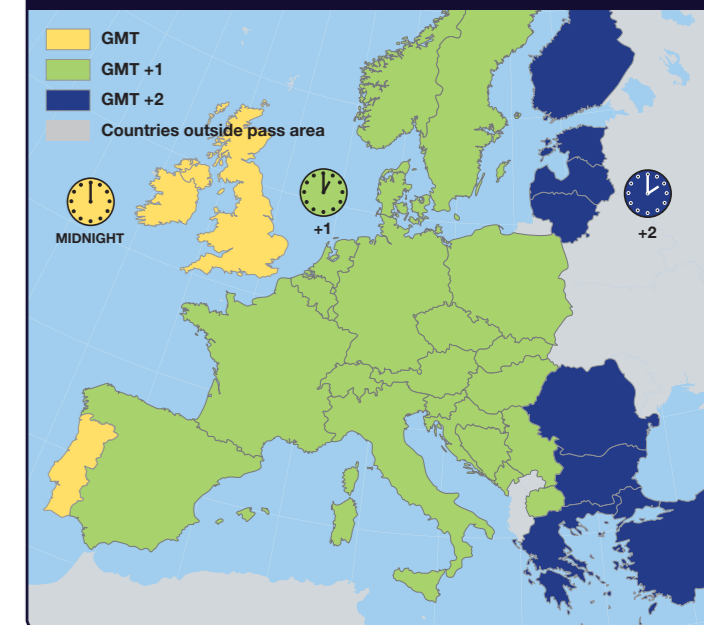 GMT
GMT +1
GMT +2
Countries outside pass area
MIDNIGHT
+1
+2